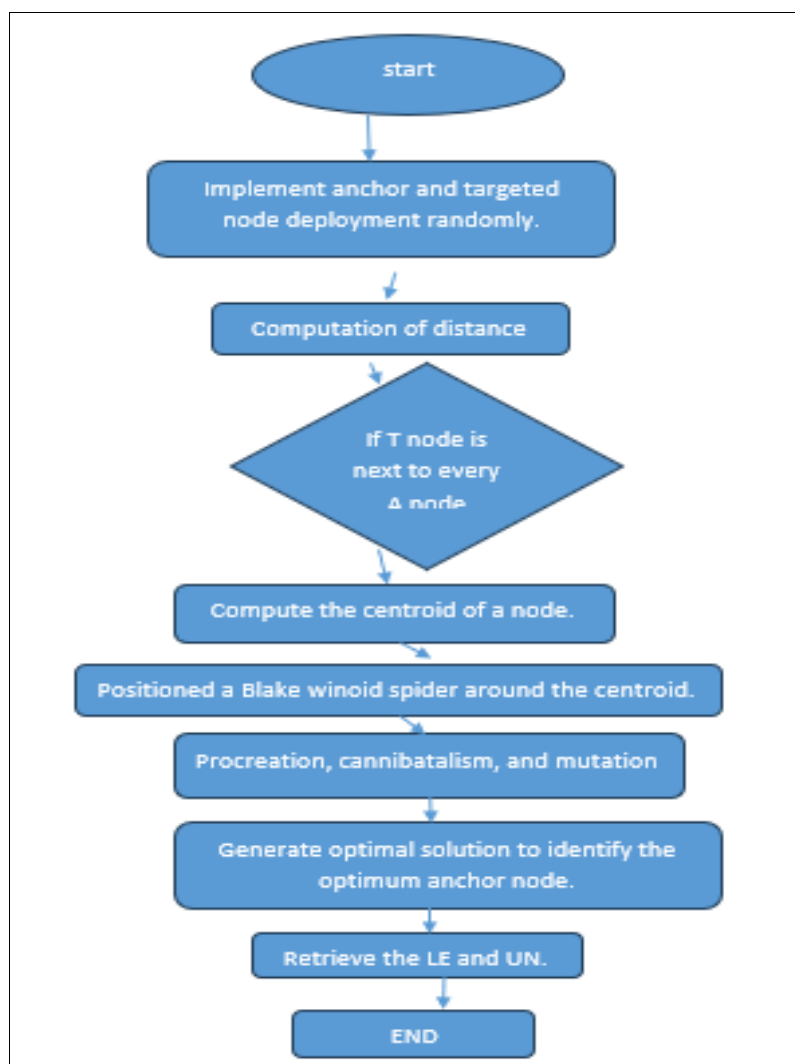 start
Implement anchor and targeted
node deployment randomly.
Computation of distance
If T node is
next to every
A node
Compute the centroid of a node.
Positioned a Blake winoid spider around the centroid.
Procreation, cannibatalism, and mutation
Generate optimal solution to identify the
optimum anchor node.
Retrieve the LE and UN.
END